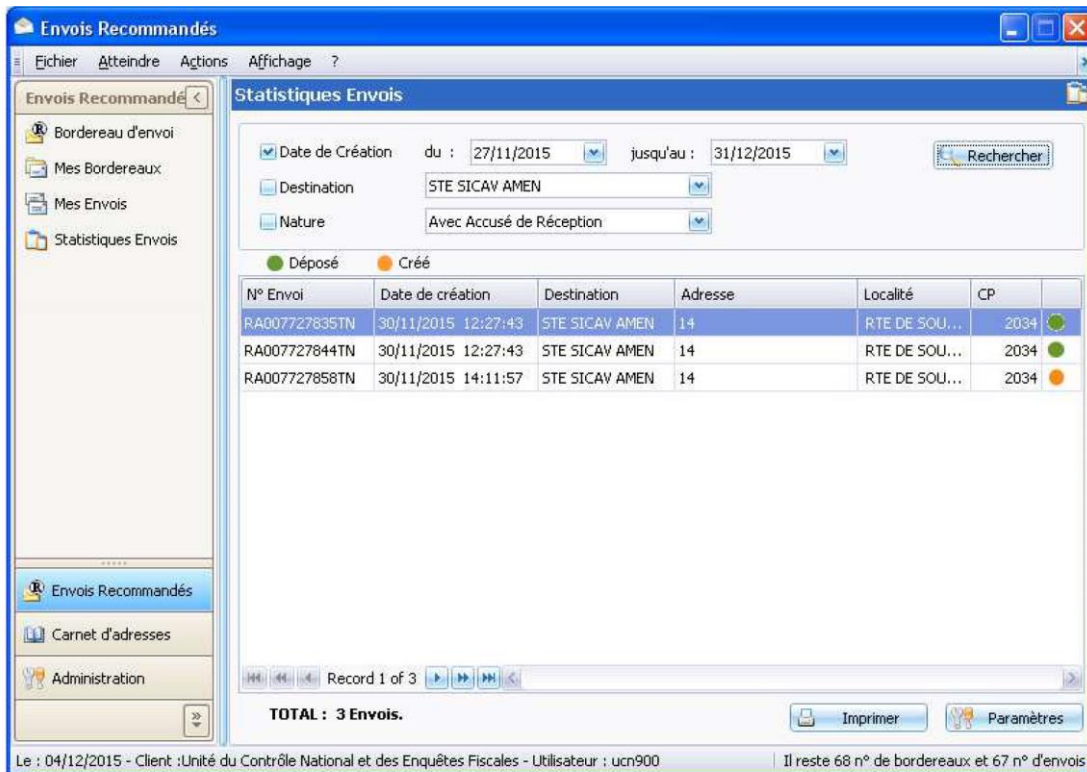 Envois Recommandés
Fichier Atteindre Actions Affichage ?
Envois Recommandé <
Bordereau d'envoi
Mes Bordereaux
Mes Envois
Statistiques Envois
Envois Recommandés
Carnet d'adresses
Administration
Statistiques Envois
Date de Création du : 27/11/2015 jusqu'au : 31/12/2015 Rechercher
Destination STE SICAV AMEN
Nature Avec Accusé de Réception
Déposé Créé
N° Envoi Date de création Destination Adresse Localité CP
RA007727835TN 30/11/2015 12:27:43 STE SICAV AMEN 14 RTE DE SOU... 2034
RA007727844TN 30/11/2015 12:27:43 STE SICAV AMEN 14 RTE DE SOU... 2034
RA007727858TN 30/11/2015 14:11:57 STE SICAV AMEN 14 RTE DE SOU... 2034
Record 1 of 3
TOTAL : 3 Envois. Imprimer Paramètres
Le : 04/12/2015 - Client :Unité du Contrôle National et des Enquêtes Fiscales - Utilisateur : ucn900 Il reste 68 n° de bordereaux et 67 n° d'envois